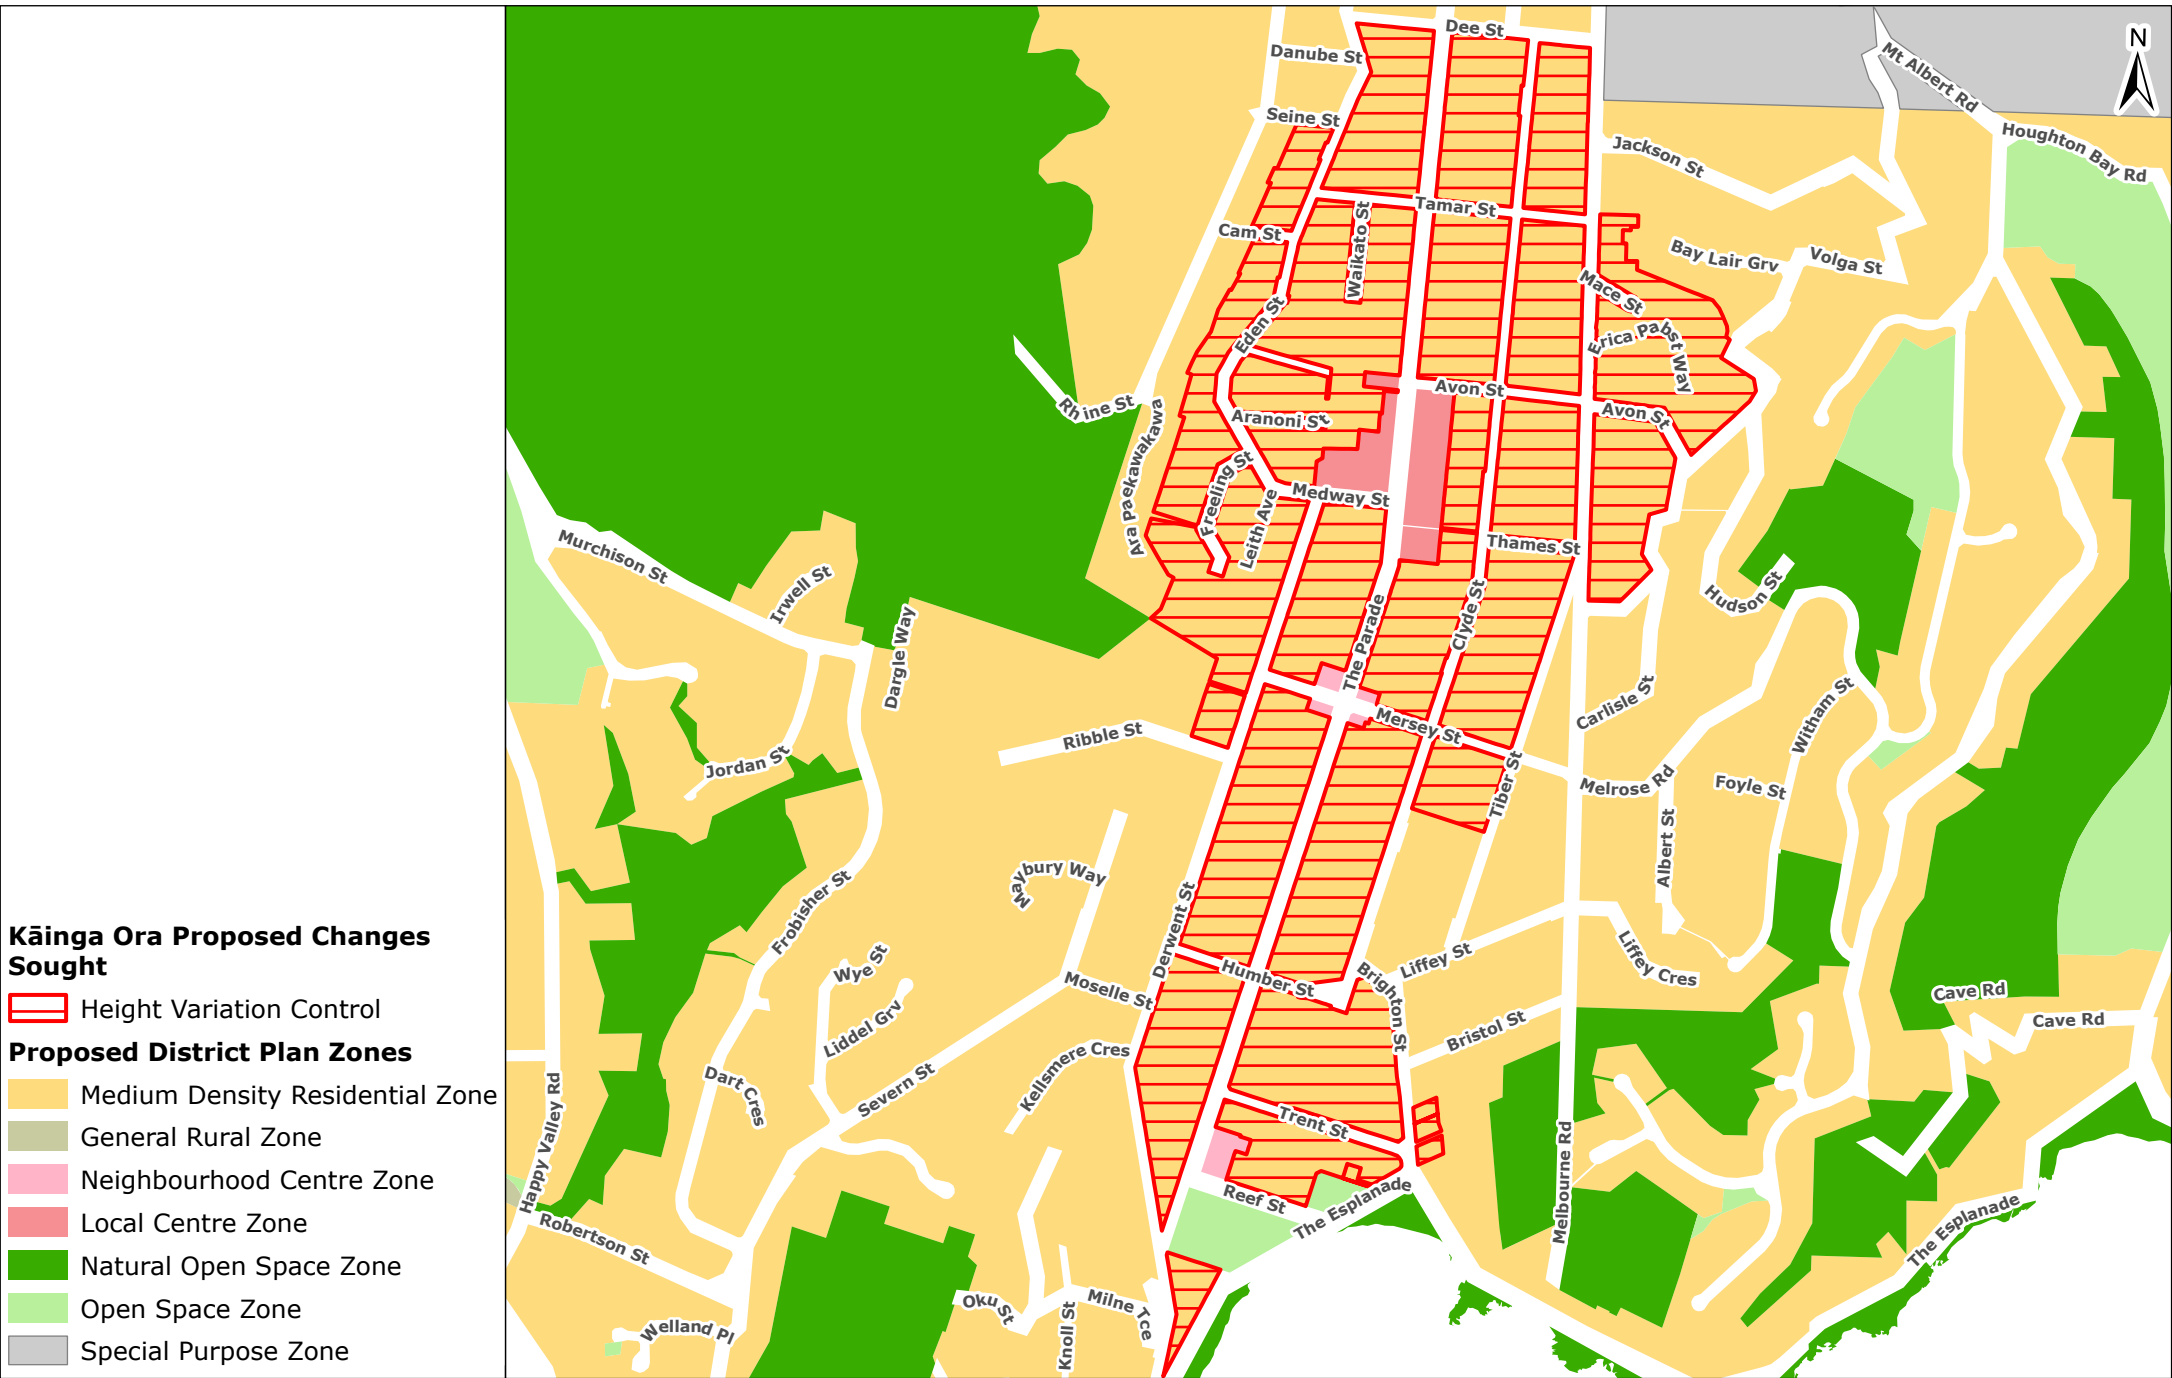 Dee St
N
Danube St
Mt Albert Rd
Seine St
Houghton Bay Rd
Jackson St
Tamar St
Waikato St
Cam St
Bay Lair Grv
Volga St
Mace St
Eden St
Erica Pabst Way
Avon St
Rhine St
Avon St
Aranoni St
Ara Paekawakawa
Freeling St
Medway St
Leith Ave
Murchison St
Thames St
Irwell St
Hudson St
Clyde St
The Parade
Dargle Way
Carlisle St
Witham St
Mersey St
Ribble St
Jordan St
Tiber St
Melrose Rd
Foyle St
Albert St
Maybury Way
Frobisher St
Derwent St
Wye St
Liffey St
Liffey Cres
Humber St
Brighton St
Moselle St
Cave Rd
Cave Rd
Liddel Grv
Bristol St
Kellsmere Cres
Severn St
Dart Cres
Trent St
Happy Valley Rd
Melbourne Rd
Reef St
The Esplanade
The Esplanade
Robertson St
Oku St
Milne Tce
Knoll St
Welland Pl
Kāinga Ora Proposed Changes
Sought
Height Variation Control
Proposed District Plan Zones
Medium Density Residential Zone
General Rural Zone
Neighbourhood Centre Zone
Local Centre Zone
Natural Open Space Zone
Open Space Zone
Special Purpose Zone